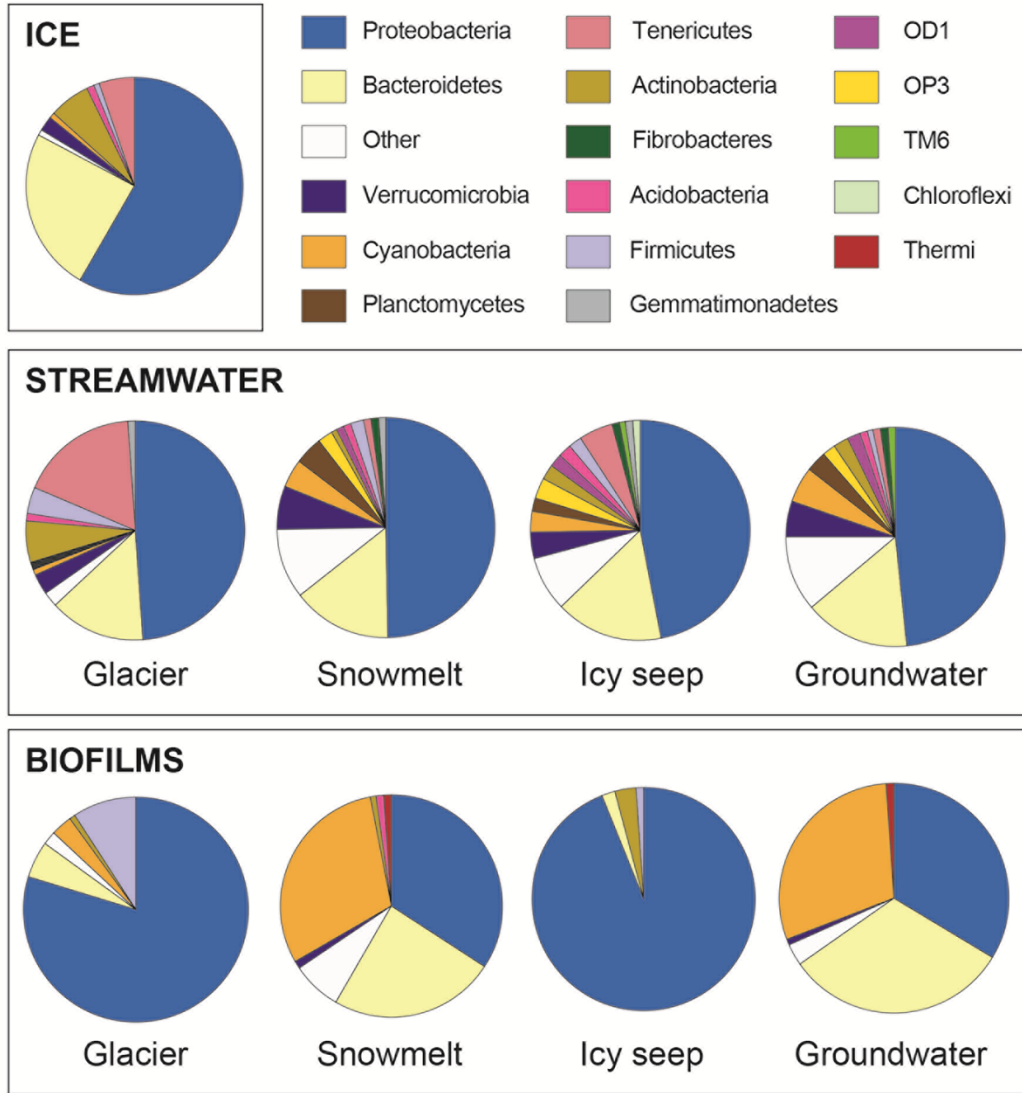 ICE
Proteobacteria
Bacteroidetes
Other
Verrucomicrobia
Cyanobacteria
Planctomycetes
Tenericutes
Actinobacteria
Fibrobacteres
Acidobacteria
Firmicutes
Gemmatimonadetes
OD1
OP3
TM6
Chloroflexi
Thermi
STREAMWATER
Glacier
Snowmelt
Icy seep
Groundwater
BIOFILMS
Glacier
Snowmelt
Icy seep
Groundwater